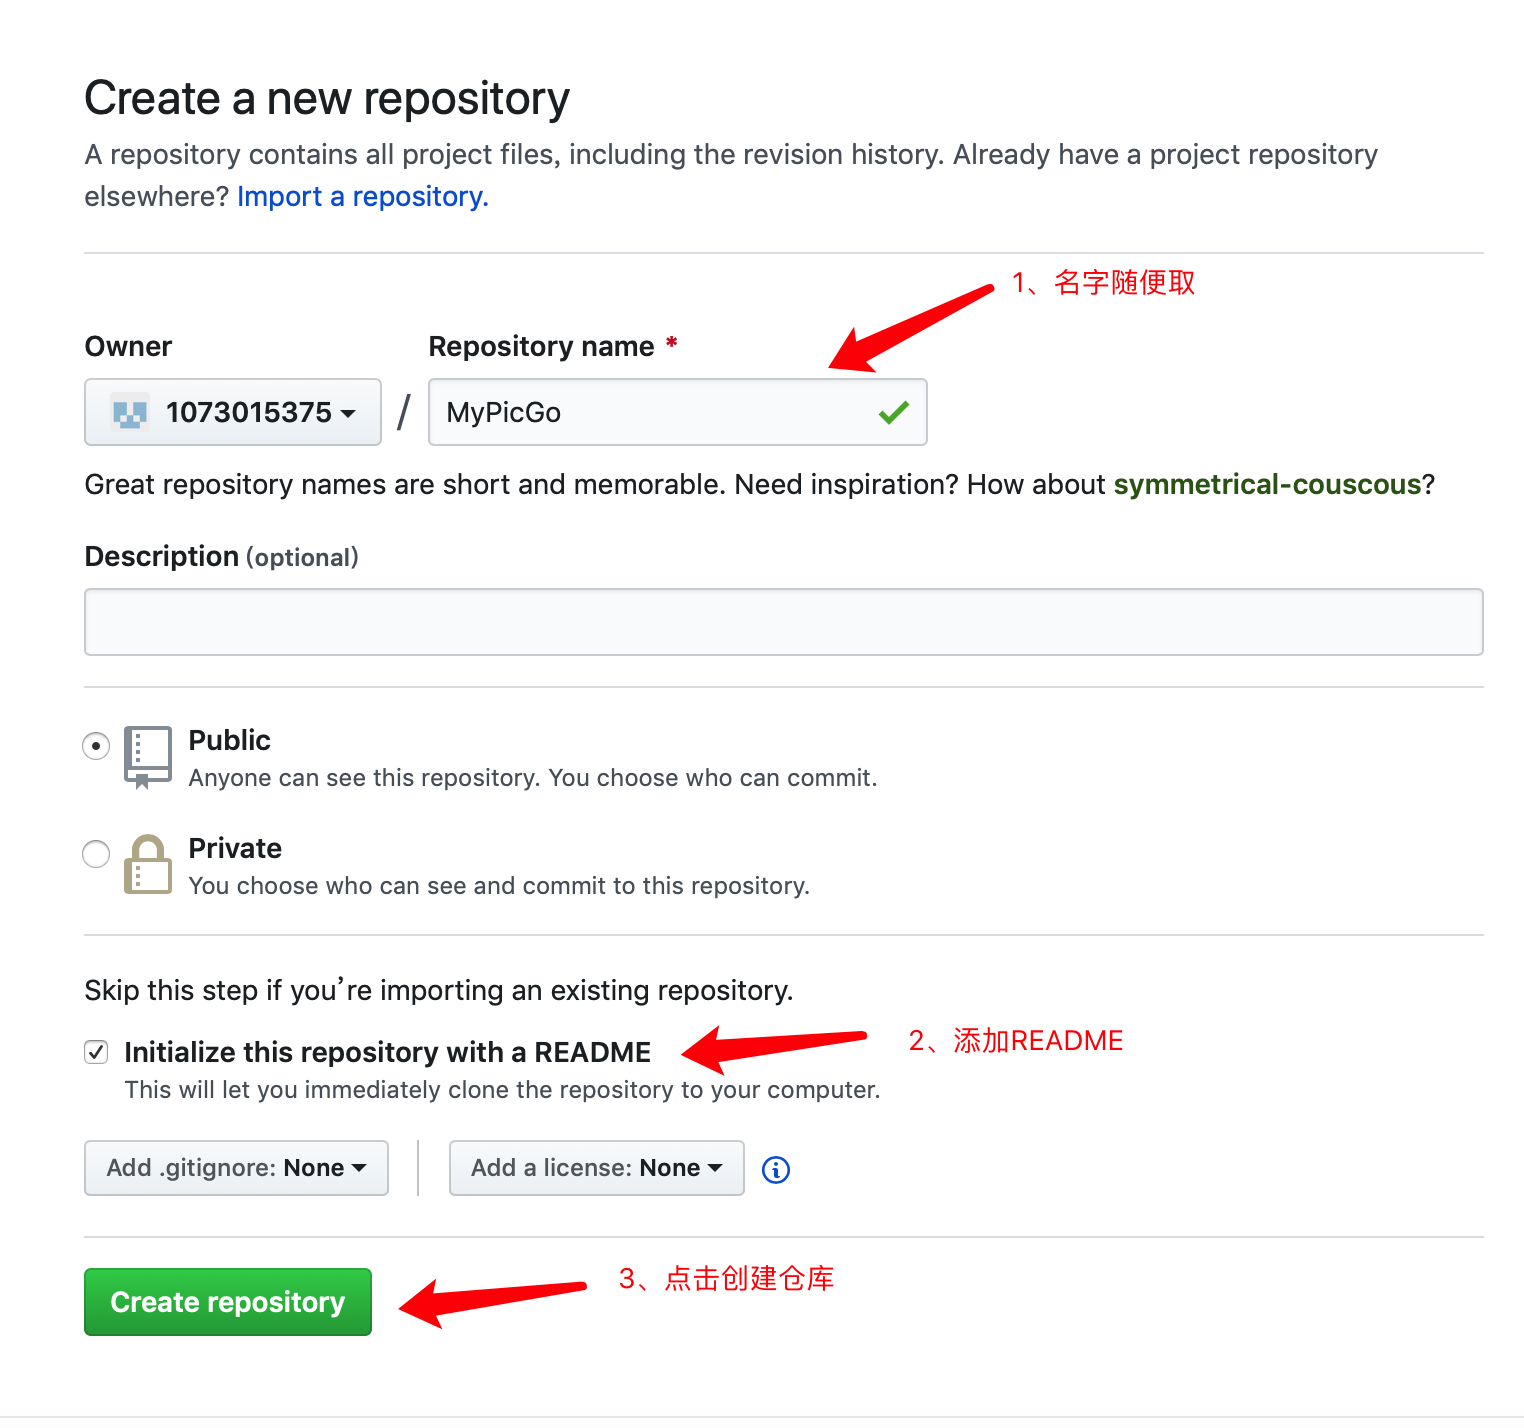 Create a new repository
A repository contains all project files, including the revision history. Already have a project repository
elsewhere? Import a repository.
1、名字随便取
Owner
Repository name *
1073015375
/
MyPicGo
Great repository names are short and memorable. Need inspiration? How about symmetrical-couscous?
Description (optional)
Public
Anyone can see this repository. You choose who can commit.
Private
You choose who can see and commit to this repository.
Skip this step if you’re importing an existing repository.
Initialize this repository with a README
2、添加README
This will let you immediately clone the repository to your computer.
Add .gitignore: None
Add a license: None
3、点击创建仓库
Create repository